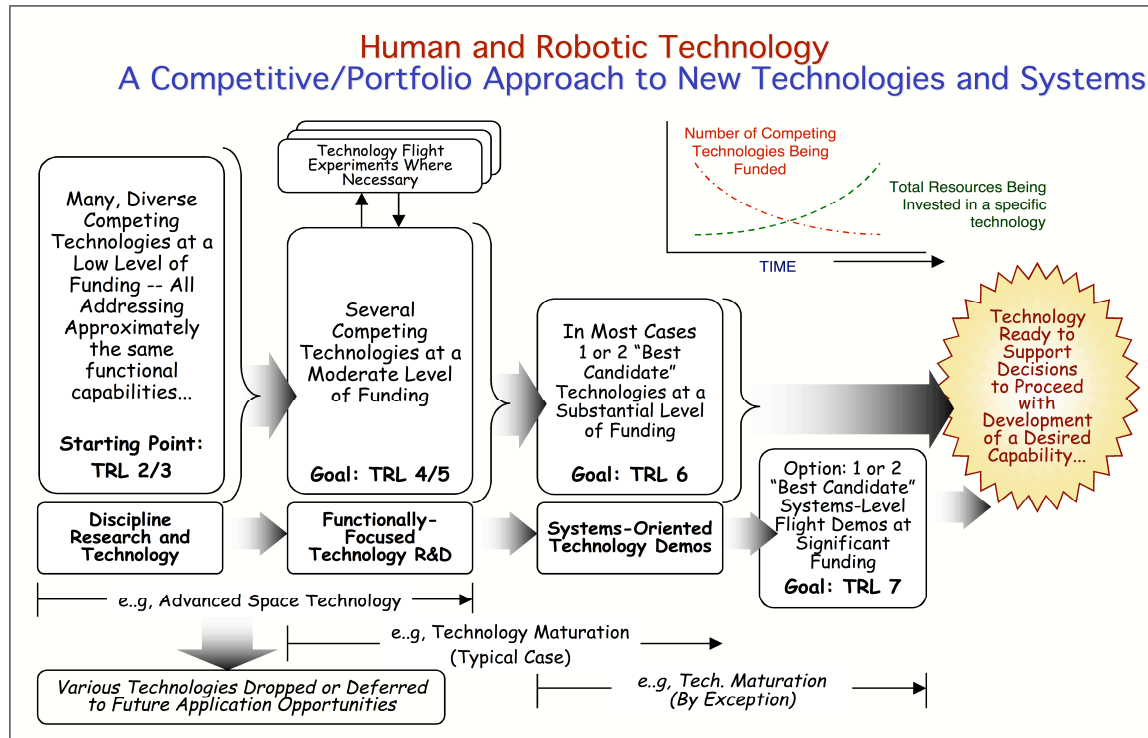 Human and Robotic Technology
A Competitive/Portfolio Approach to New Technologies and Systems
Technology Flight
Experiments Where
Necessary
Number of Competing
Technologies Being
Funded
Total Resources Being
Invested in a specific
technology
TIME
Many, Diverse
Competing
Technologies at a
Low Level of
Funding -- All
Addressing
Approximately
the same
functional
capabilities...
Starting Point:
TRL 2/3
Several
Competing
Technologies at a
Moderate Level
of Funding
Goal: TRL 4/5
In Most Cases
1 or 2 “Best
Candidate”
Technologies at a
Substantial Level
of Funding
Goal: TRL 6
Technology
Ready to
Support
Decisions
to Proceed
with
Development
of a Desired
Capability...
Option: 1 or 2
“Best Candidate”
Systems-Level
Flight Demos at
Significant
Funding
Goal: TRL 7
Discipline
Research and
Technology
Functionally-
Focused
Technology R&D
Systems-Oriented
Technology Demos
e..g, Advanced Space Technology
e..g, Technology Maturation
(Typical Case)
e..g, Tech. Maturation
(By Exception)
Various Technologies Dropped or Deferred
to Future Application Opportunities